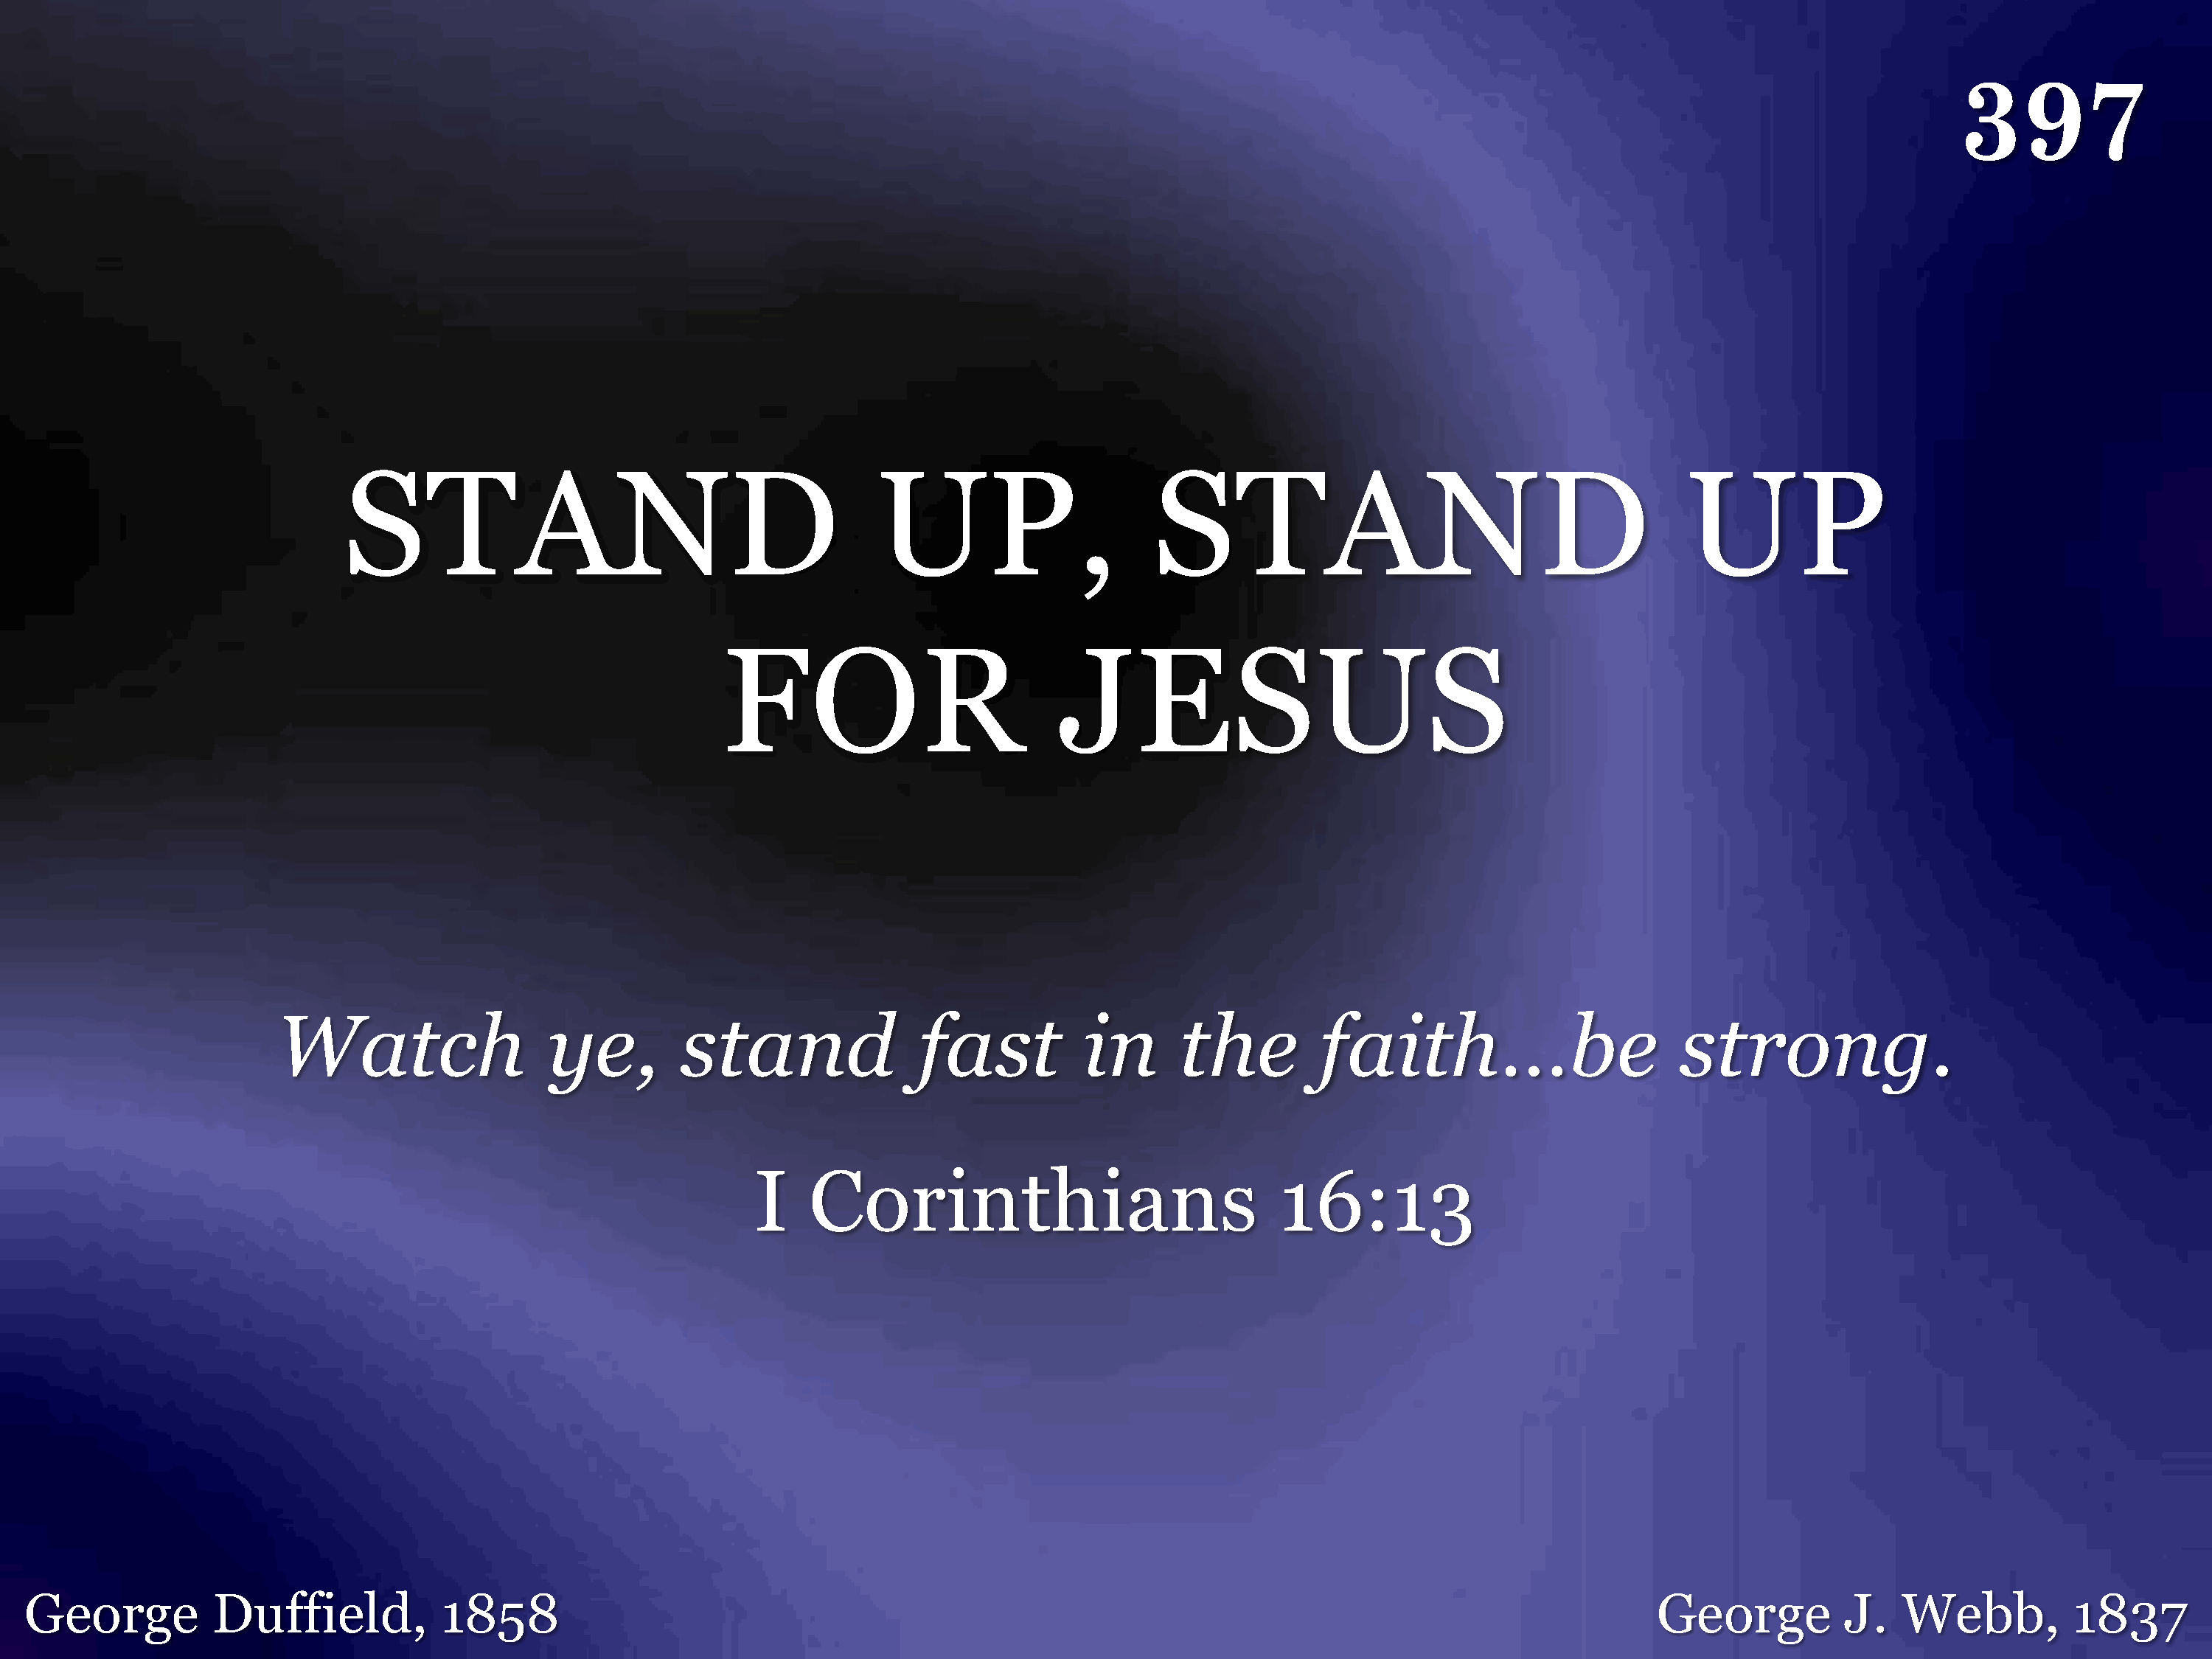 397
STAND UP, STAND UP
FOR JESUS
Watch ye, stand fast in the faith...be strong.
I Corinthians 16:13
George Duffield, 1858
George J. Webb, 1837